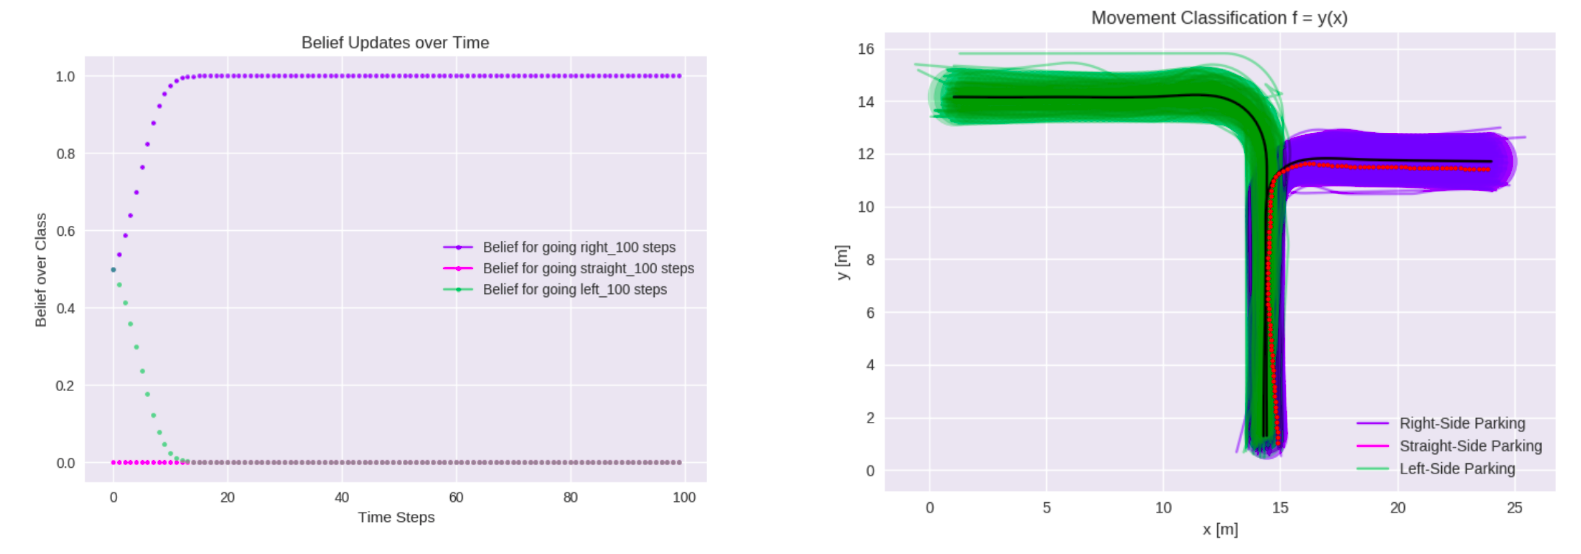 Belief Updates over Time
1.0
0.8
0.6
0.4
0.2
0.0
Belief over Class
Belief for going right_100 steps
Belief for going straight_100 steps
Belief for going left_100 steps
0 20 40 60 80 100
Time Steps
Movement Classification f = y(x)
16
14
12
10
8
6
4
2
0
y [m]
Right-Side Parking
Straight-Side Parking
Left-Side Parking
0 5 10 15 20 25
x [m]